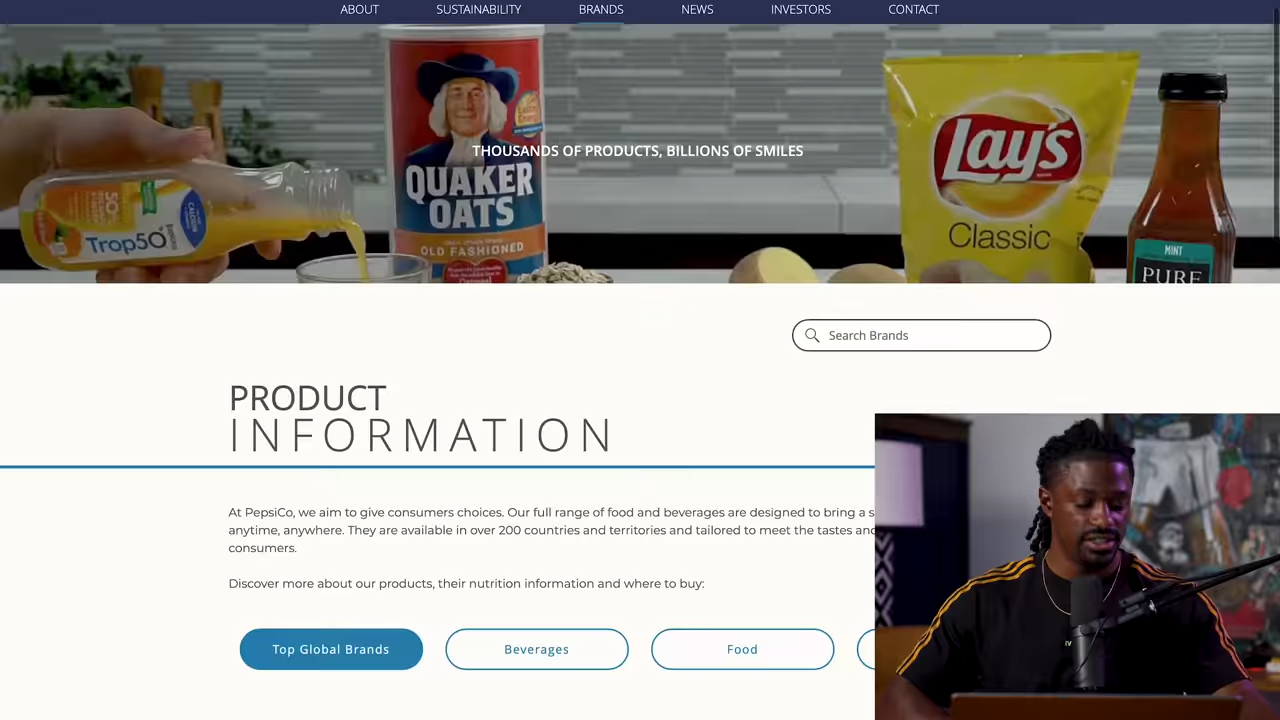 ABOUT SUSTAINABILITY BRANDS NEWS INVESTORS CONTACT
THOUSANDS OF PRODUCTS, BILLIONS OF SMILES
QUAKER
OATS
OLD FASHIONED
Trop50
50
CALCIUM
Lay's
Classic
MINT
PURE
Search Brands
PRODUCT
INFORMATION
At PepsiCo, we aim to give consumers choices. Our full range of food and beverages are designed to bring a s
anytime, anywhere. They are available in over 200 countries and territories and tailored to meet the tastes and
consumers.
Discover more about our products, their nutrition information and where to buy:
Top Global Brands
Beverages
Food